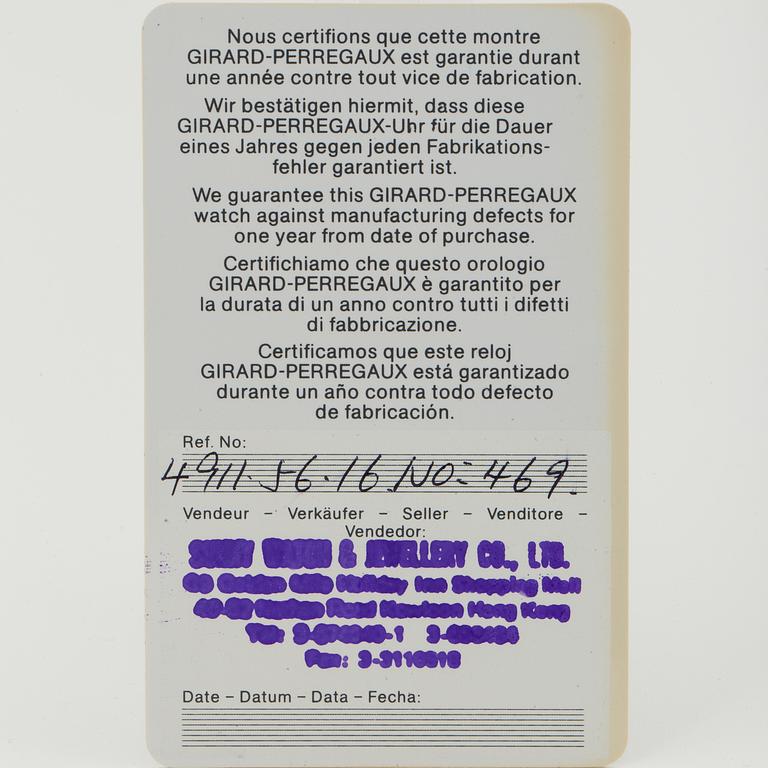 Nous certifions que cette montre
GIRARD-PERREGAUX est garantie durant
une année contre tout vice de fabrication.
Wir bestätigen hiermit, dass diese
GIRARD-PERREGAUX-Uhr für die Dauer
eines Jahres gegen jeden Fabrikations-
fehler garantiert ist.
We guarantee this GIRARD-PERREGAUX
watch against manufacturing defects for
one year from date of purchase.
Certifichiamo che questo orologio
GIRARD-PERREGAUX è garantito per
la durata di un anno contro tutti i difetti
di fabbricazione.
Certificamos que este reloj
GIRARD-PERREGAUX está garantizado
durante un año contra todo defecto
de fabricación.
Ref. No:
4911.56.16.NO=469.
Vendeur – Verkäufer – Seller – Venditore –
Vendedor:
& JEWELLERY CO., LTD.
Holiday Inn Shopping Mall
Road Kowloon Hong Kong
Tel:
Fax:
Date – Datum – Data – Fecha: